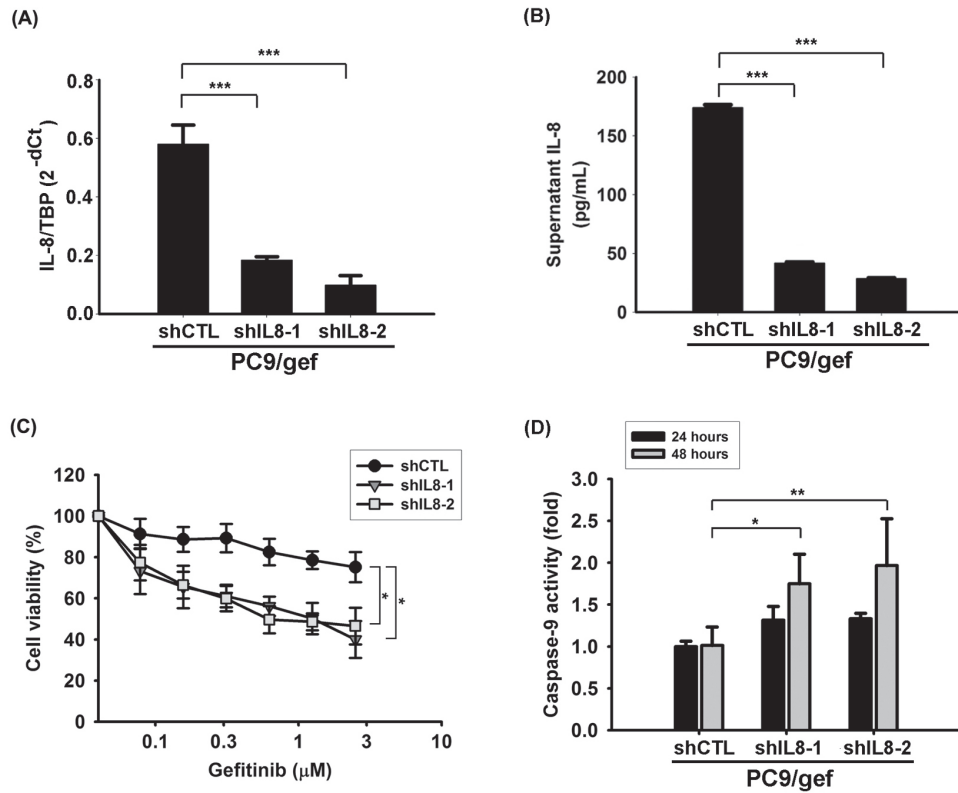 (A)
***
***
0.8
0.6
0.4
0.2
0.0
IL-8/TBP (2^-dCt)
shCTL shIL8-1 shIL8-2
PC9/gef
(B)
***
***
200
150
100
50
0
Supernatant IL-8
(pg/mL)
shCTL shIL8-1 shIL8-2
PC9/gef
(C)
shCTL
shIL8-1
shIL8-2
120
100
80
60
40
20
0
Cell viability (%)
* *
0.1 0.3 1 3 10
Gefitinib (μM)
(D)
24 hours
48 hours
3.0
2.5
2.0
1.5
1.0
0.5
0.0
Caspase-9 activity (fold)
**
*
shCTL shIL8-1 shIL8-2
PC9/gef